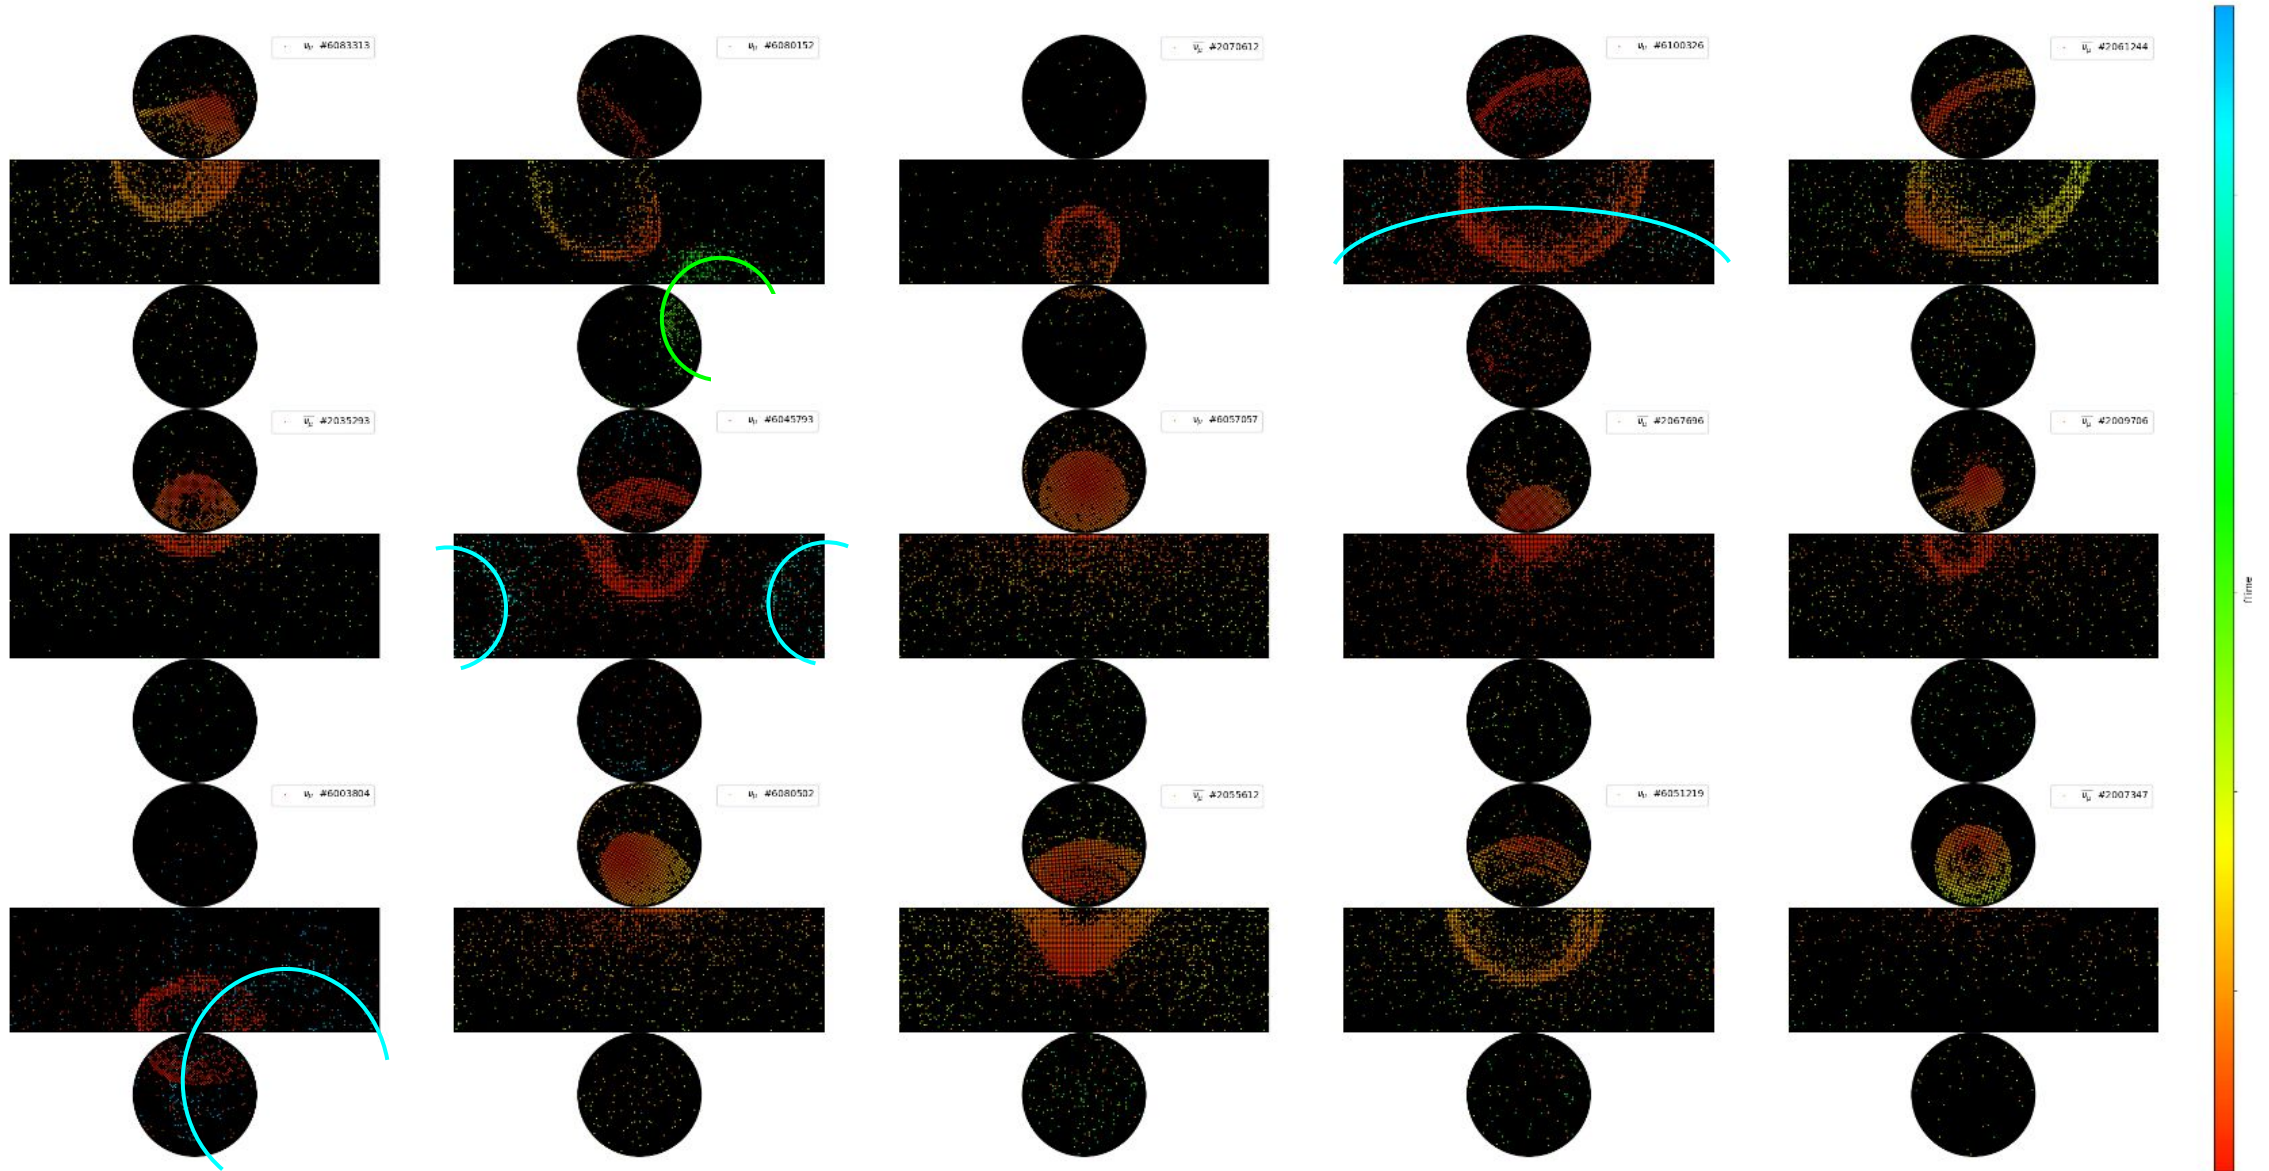 ν_μ #6083313
ν_μ #6080152
ν̅_μ #2070612
ν_μ #6100326
ν̅_μ #2061244
ν̅_μ #2035293
ν_μ #6045793
ν_μ #6057057
ν̅_μ #2067696
ν̅_μ #2009706
ν_μ #6003804
ν_μ #6080502
ν̅_μ #2055612
ν_μ #6051219
ν̅_μ #2007347